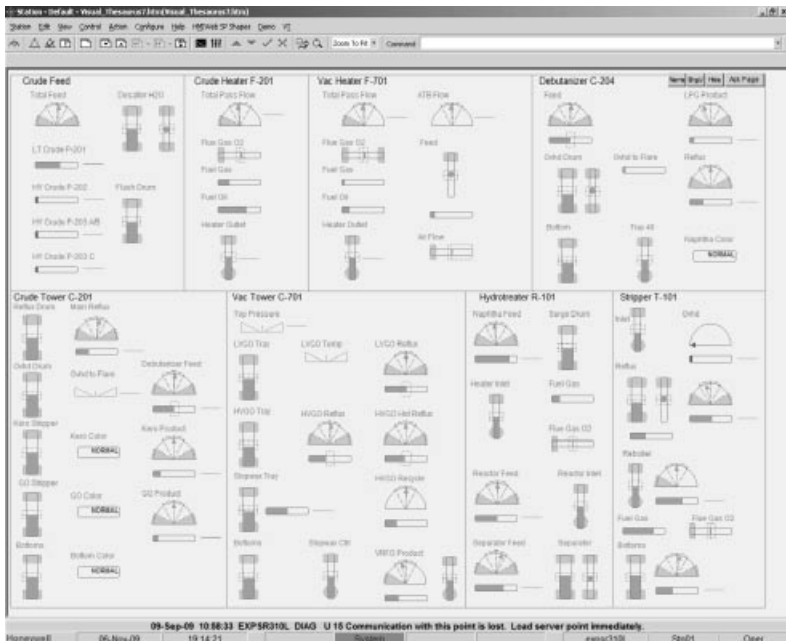 Station - Default - Visual_Thesaurus7.htm(Visual_Thesaurus7.htm)
Station Edit View Control Action Configure Help HMIWeb SP Shapes Demo VT
Zoom To Fit Command
Crude Feed
Total Feed
Desalter H2O
LT Crude P-201
HY Crude P-202
Flash Drum
HY Crude P-203 A/B
HY Crude P-203 C
Crude Heater F-201
Total Pass Flow
Flue Gas O2
Fuel Gas
Fuel Oil
Heater Outlet
Vac Heater F-701
Total Pass Flow
ATB Flow
Flue Gas O2
Feed
Fuel Gas
Fuel Oil
Heater Outlet
Air Flow
Debutanizer C-204
Name Hide Ack Page
Feed
LPG Product
Ovhd Drum
Ovhd to Flare
Reflux
Bottom
Tray 40
Naphtha Color
NORMAL
Crude Tower C-201
Reflux Drum
Main Reflux
Ovhd Drum
Ovhd to Flare
Debutanizer Feed
Kero Stripper
Kero Color
NORMAL
Kero Product
GO Stripper
GO Color
NORMAL
GO Product
Bottoms
Bottom Color
NORMAL
Vac Tower C-701
Top Pressure
LVGO Tray
LVGO Temp
LVGO Reflux
HVGO Tray
HVGO Reflux
HVGO Hot Reflux
Slopwax Tray
HVGO Recycle
Bottoms
VRFO Product
Hydrotreater R-101
Naphtha Feed
Surge Drum
Heater Inlet
Fuel Gas
Flue Gas O2
Reactor Feed
Reactor Inlet
Separator Feed
Separator
Stripper T-101
Inlet
Ovhd
Reflux
Reboiler
Fuel Gas
Flue Gas O2
Bottoms
09-Sep-09 10:58:33 EXPSR310L DIAG U 15 Communication with this point is lost. Load server point immediately.
Honeywell 06-Nov-09 19:14:21 System expsr310l Stn01 Oper